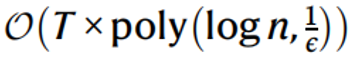 𝒪(T × poly(log n, 1/ϵ))